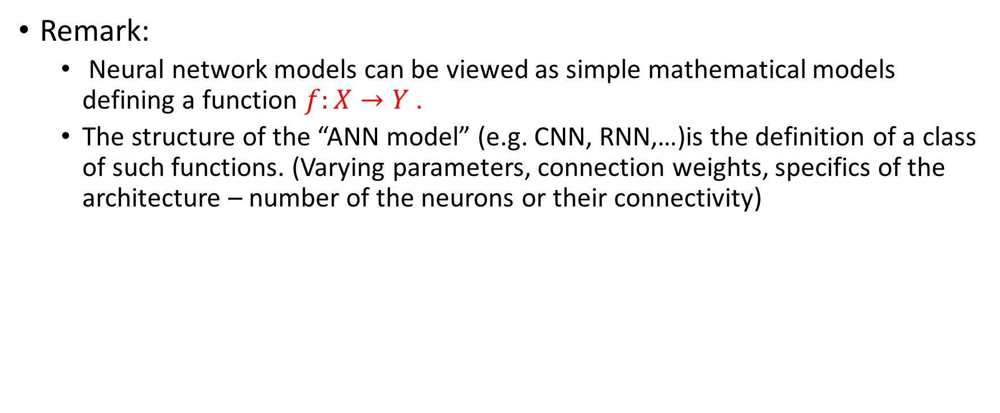 • Remark:
• Neural network models can be viewed as simple mathematical models
defining a function f: X → Y .
• The structure of the “ANN model” (e.g. CNN, RNN,...)is the definition of a class
of such functions. (Varying parameters, connection weights, specifics of the
architecture – number of the neurons or their connectivity)